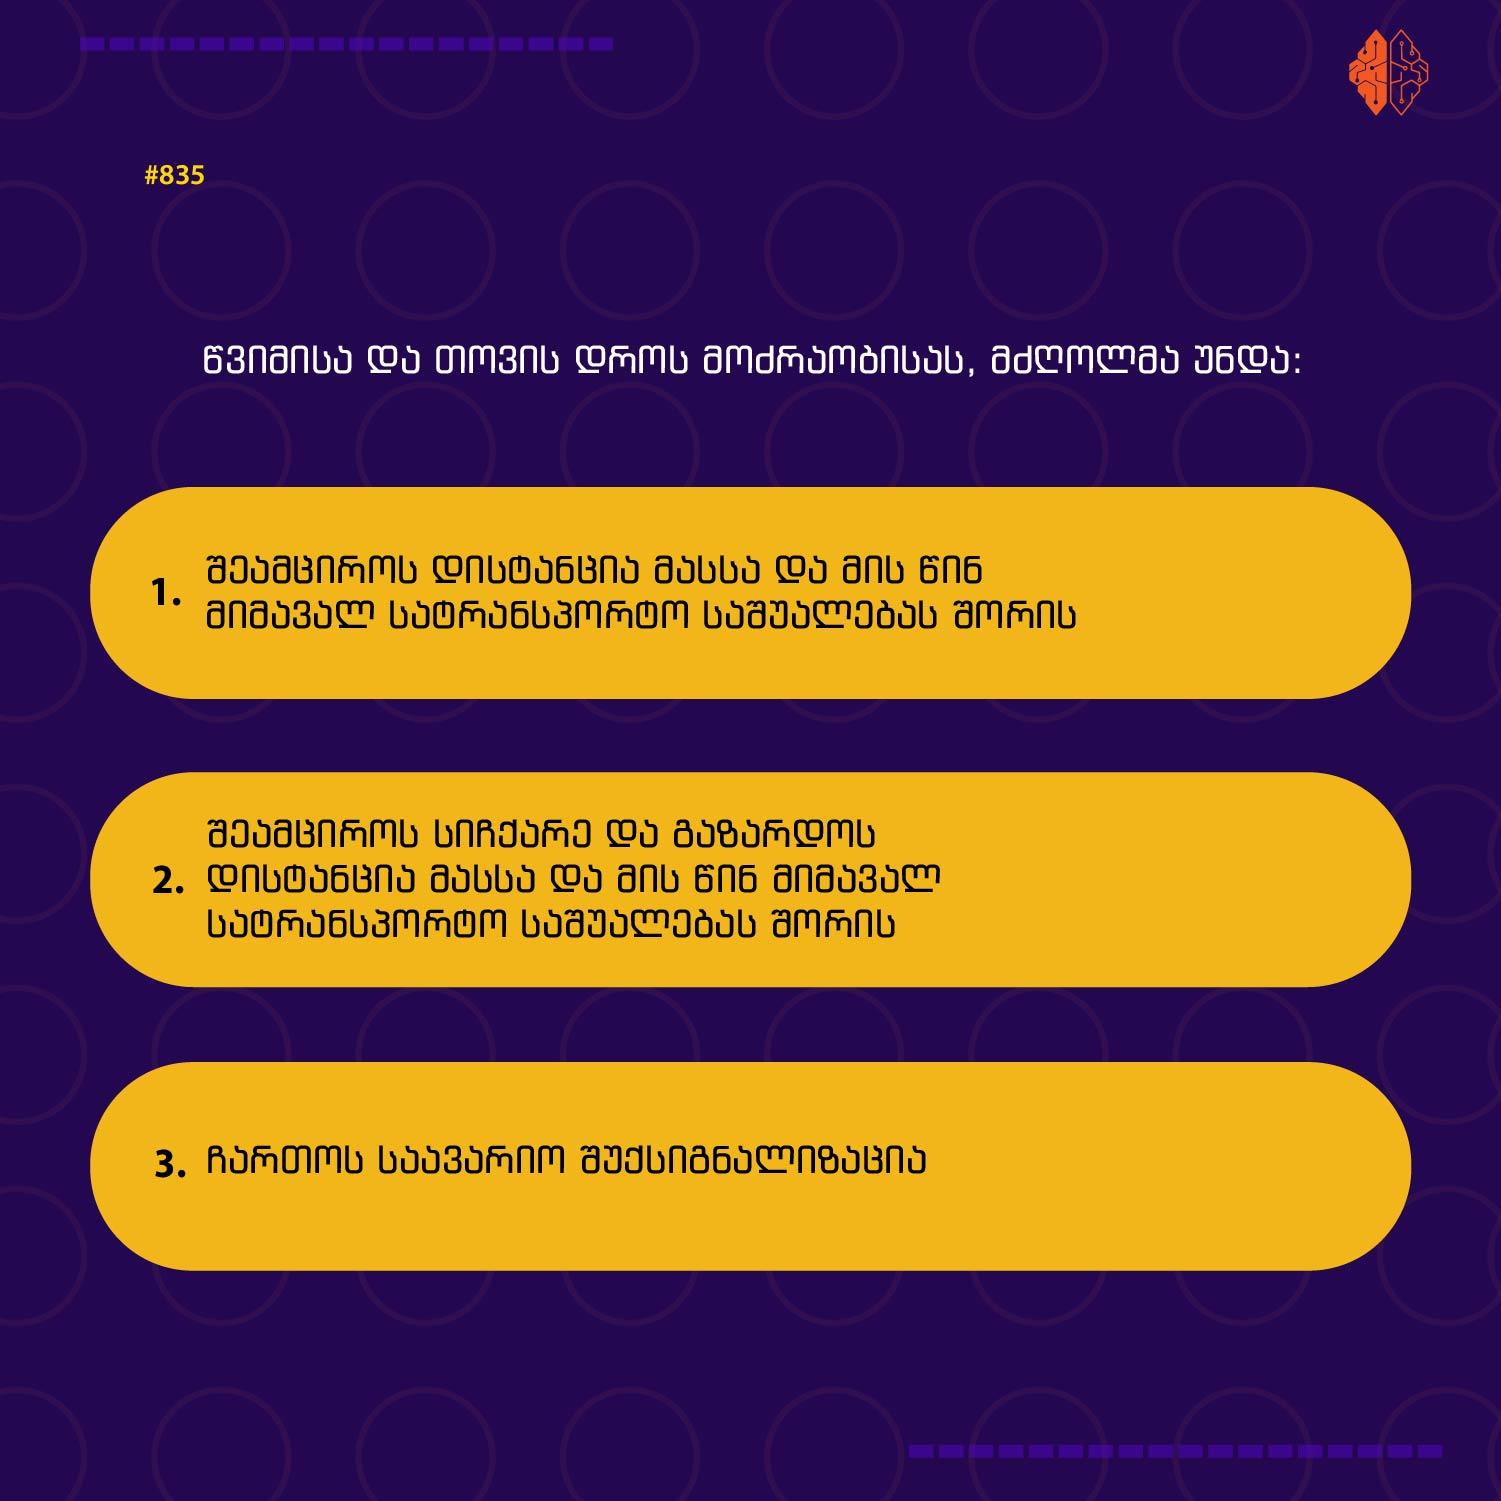 #835
წვიმისა და თოვის დროს მოძრაობისას, მძღოლმა უნდა:
1. შეამციროს დისტანცია მასსა და მის წინ
მიმავალ სატრანსპორტო საშუალებას შორის
2. შეამციროს სიჩქარე და გაზარდოს
დისტანცია მასსა და მის წინ მიმავალ
სატრანსპორტო საშუალებას შორის
3. ჩართოს საავარიო შუქსიგნალიზაცია